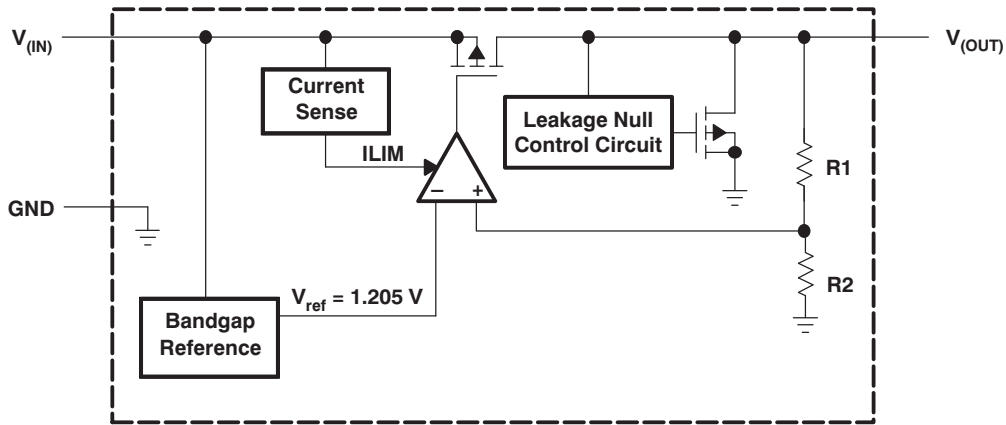 V(IN)
V(OUT)
Current
Sense
Leakage Null
Control Circuit
ILIM
R1
– +
GND
R2
Vref = 1.205 V
Bandgap
Reference